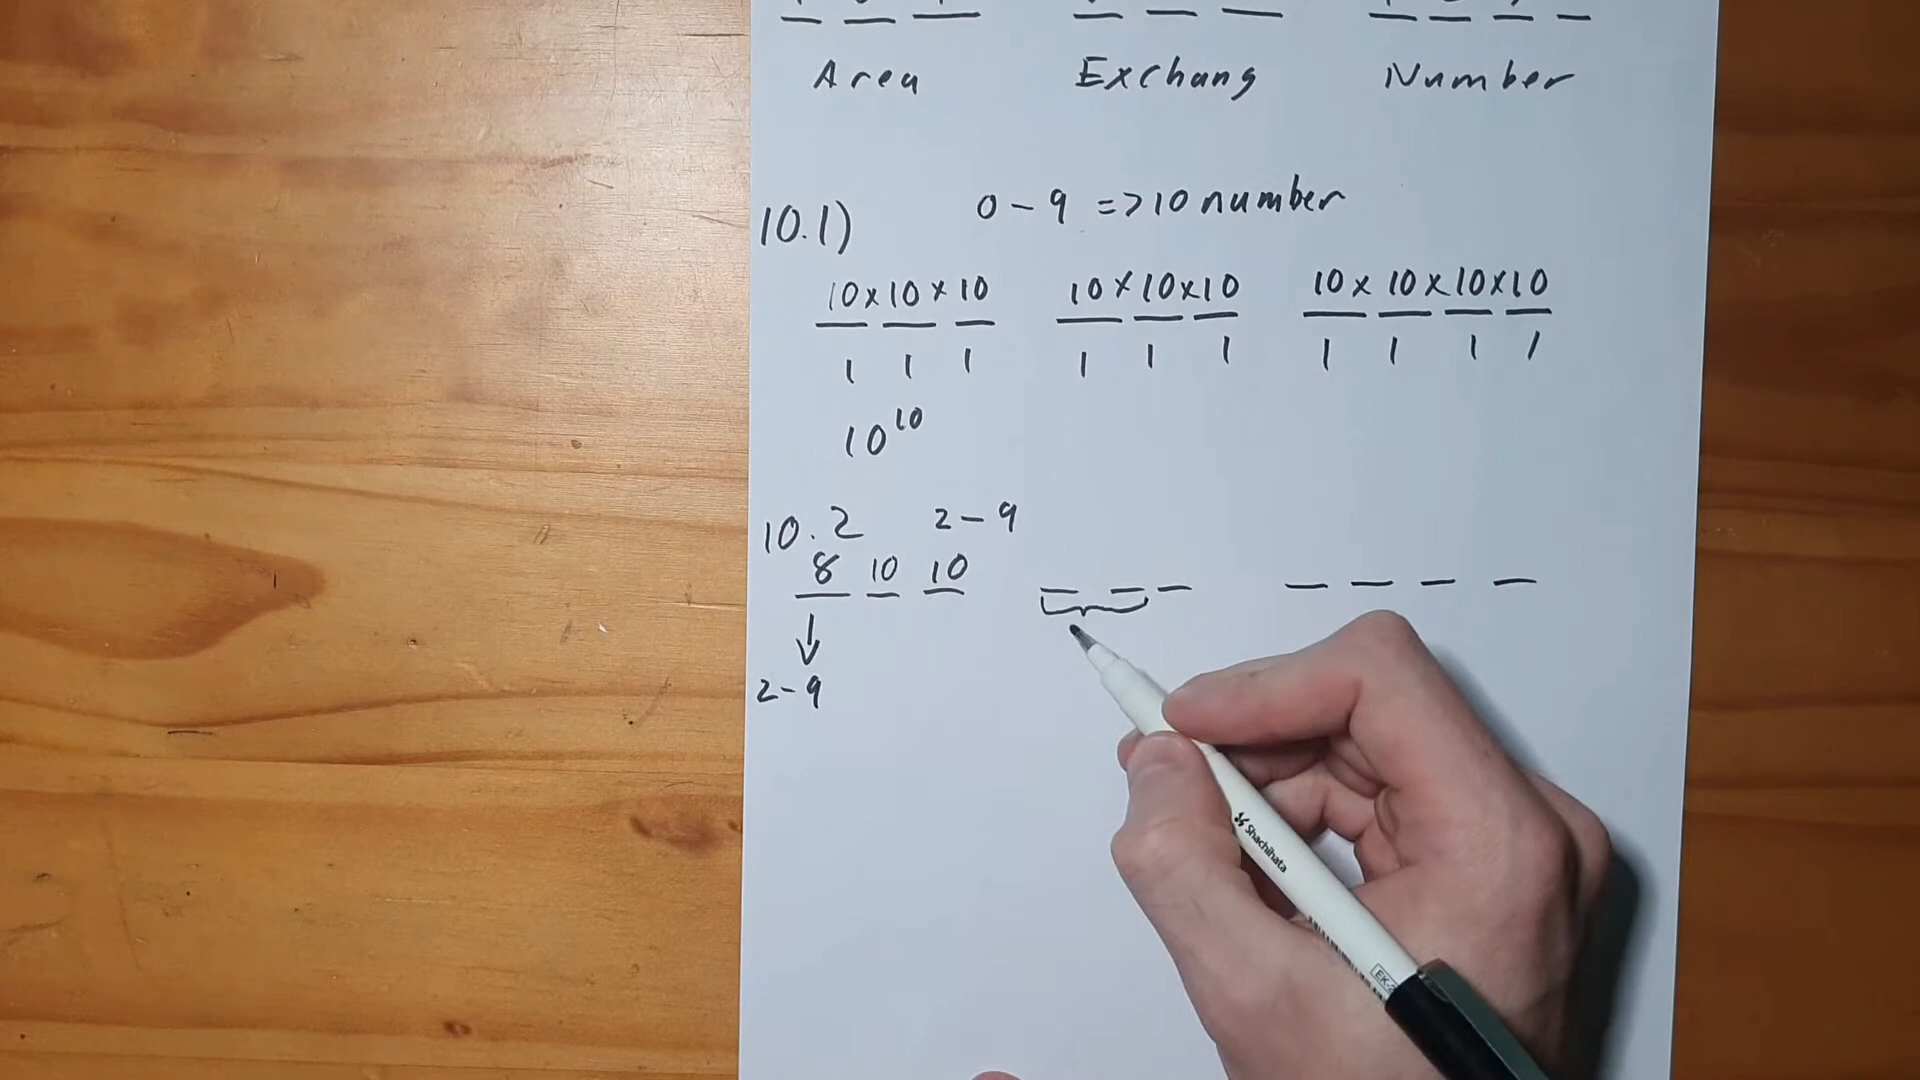 Area Exchang Number
10.1) 0 - 9 => 10 number
10 x 10 x 10 10 x 10 x 10 10 x 10 x 10 x 10
1 1 1 1 1 1 1 1 1 1
10^10
10.2 2 - 9
8 10 10
2 - 9
Shachihata